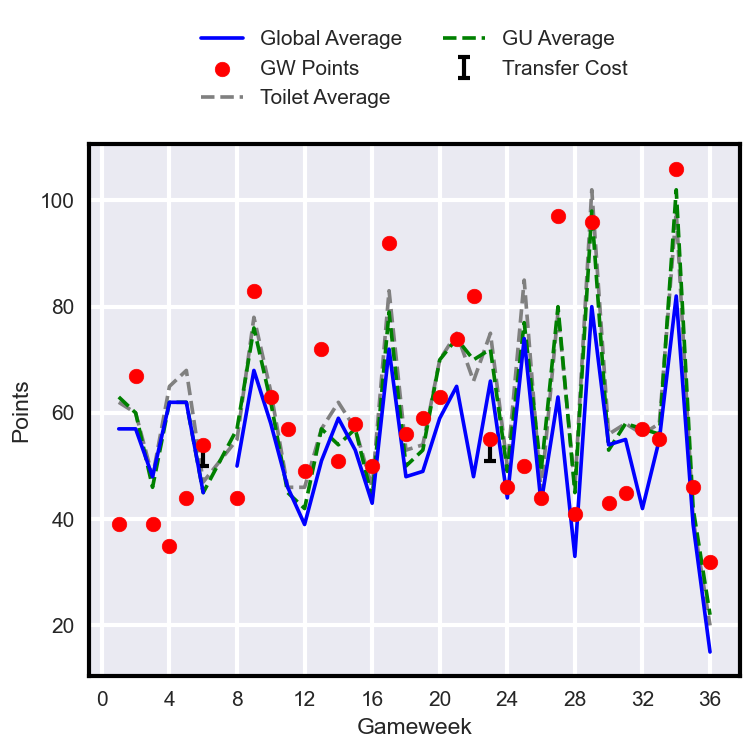 Global Average
GW Points
Toilet Average
GU Average
Transfer Cost
Points
100
80
60
40
20
0 4 8 12 16 20 24 28 32 36
Gameweek